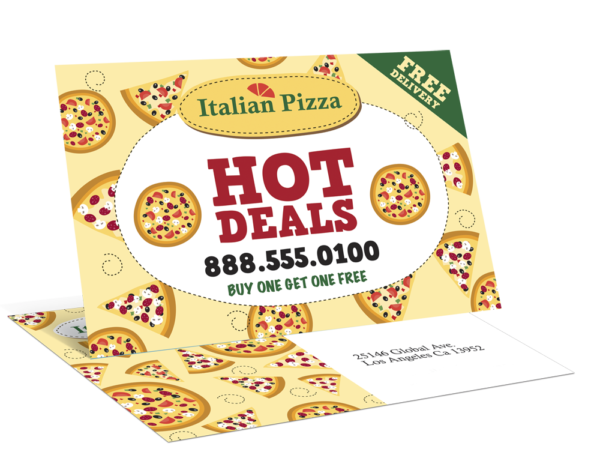 FREE
DELIVERY
Italian Pizza
HOT
DEALS
888.555.0100
BUY ONE GET ONE FREE
25146 Global Ave.
Los Angeles Ca 13952